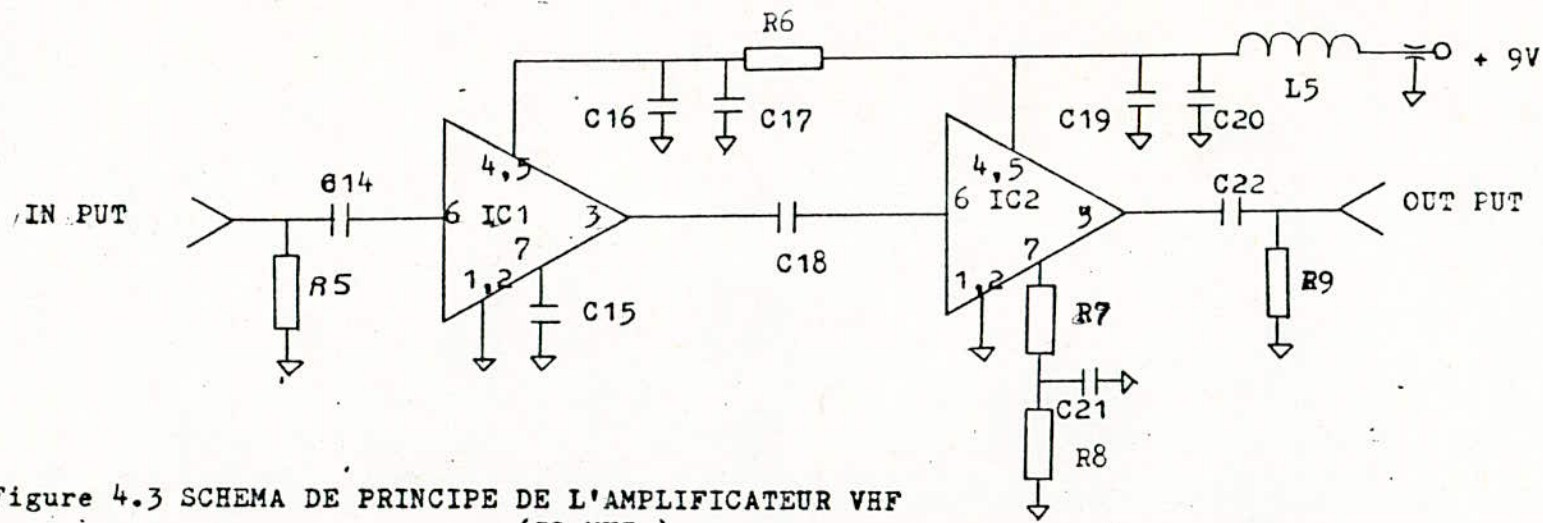 R6
+ 9V
L5
C16
C17
C19
C20
4,5
4,5
C14
C22
IN PUT
6
IC1
3
6
IC2
OUT PUT
7
C18
7
1,2
1,2
R5
C15
R7
R9
C21
R8
Figure 4.3 SCHEMA DE PRINCIPE DE L'AMPLIFICATEUR VHF